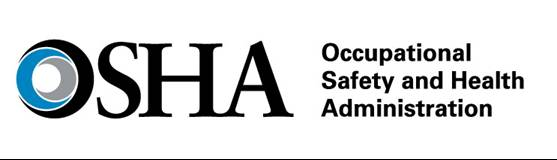 OSHA
Occupational
Safety and Health
Administration